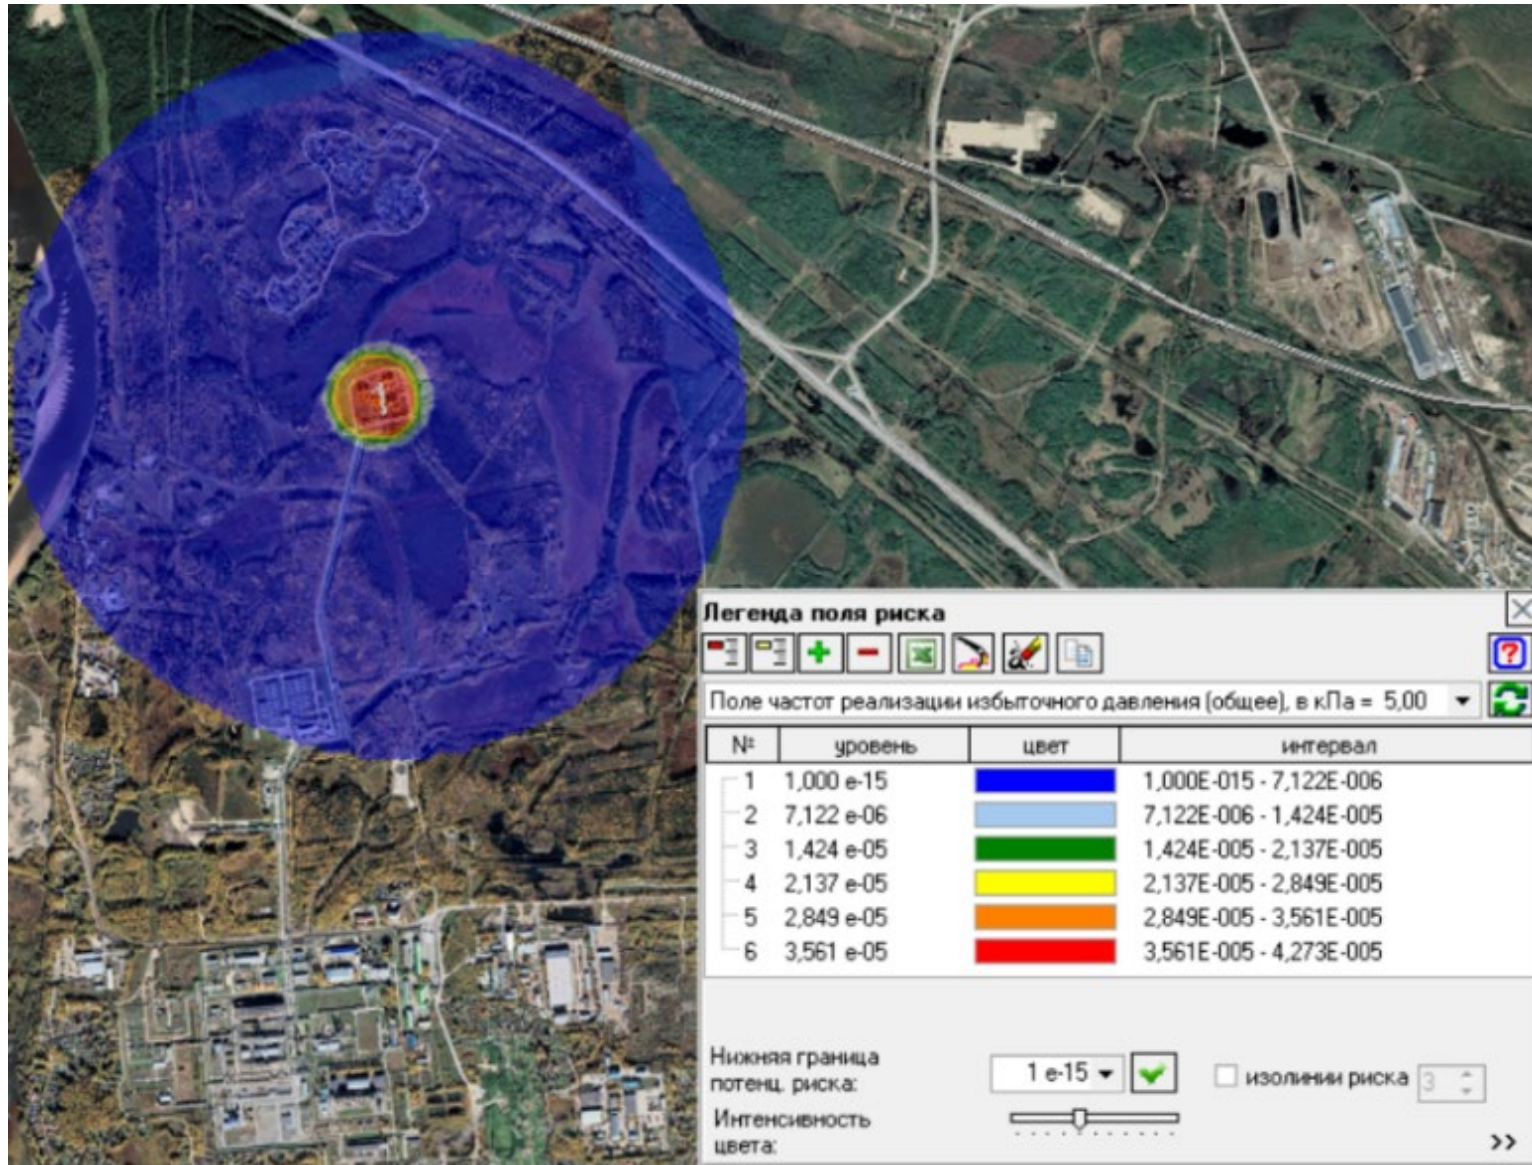 1
Легенда поля риска
Поле частот реализации избыточного давления (общее), в кПа = 5,00
№ уровень цвет интервал
1 1,000 e-15 1,000E-015 - 7,122E-006
2 7,122 e-06 7,122E-006 - 1,424E-005
3 1,424 e-05 1,424E-005 - 2,137E-005
4 2,137 e-05 2,137E-005 - 2,849E-005
5 2,849 e-05 2,849E-005 - 3,561E-005
6 3,561 e-05 3,561E-005 - 4,273E-005
Нижняя граница
потенц. риска:
1 e-15
изолинии риска 3
Интенсивность
цвета:
>>